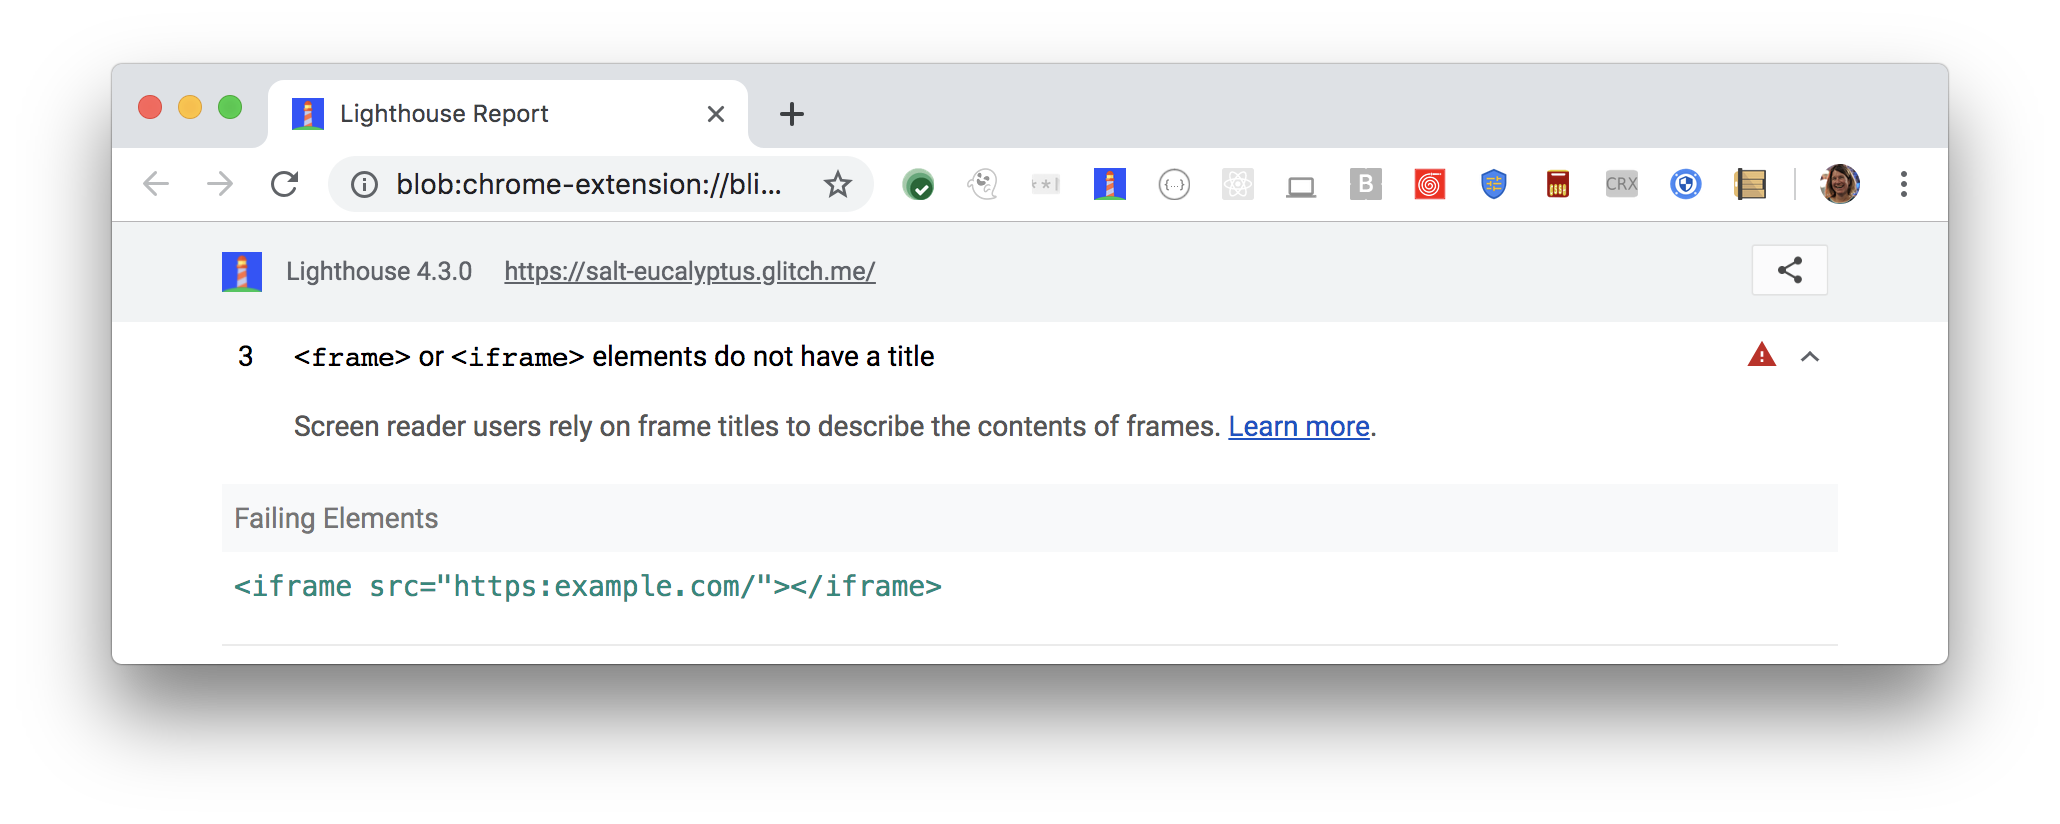 Lighthouse Report
blob:chrome-extension://bli...
{...}
B
CRX
Lighthouse 4.3.0 https://salt-eucalyptus.glitch.me/
3 <frame> or <iframe> elements do not have a title
Screen reader users rely on frame titles to describe the contents of frames. Learn more.
Failing Elements
<iframe src="https:example.com/"></iframe>